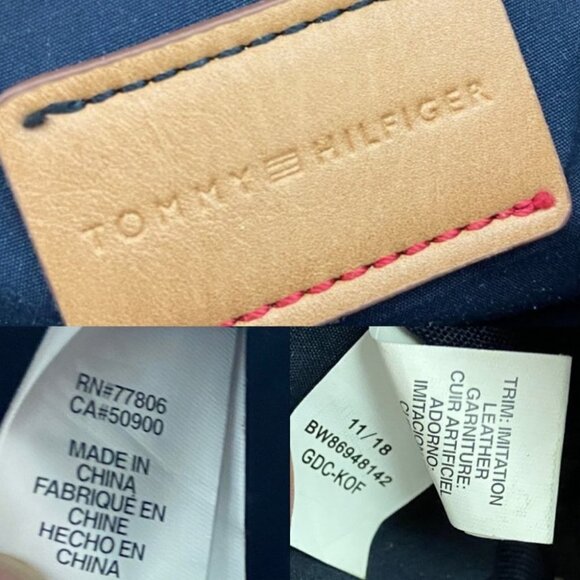 TOMMY HILFIGER
RN#77806
CA#50900
MADE IN
CHINA
FABRIQUÉ EN
CHINE
HECHO EN
CHINA
11/18
BW86948142
GDC-KOF
TRIM: IMITATION
LEATHER
GARNITURE:
CUIR ARTIFICIEL
ADORNO: